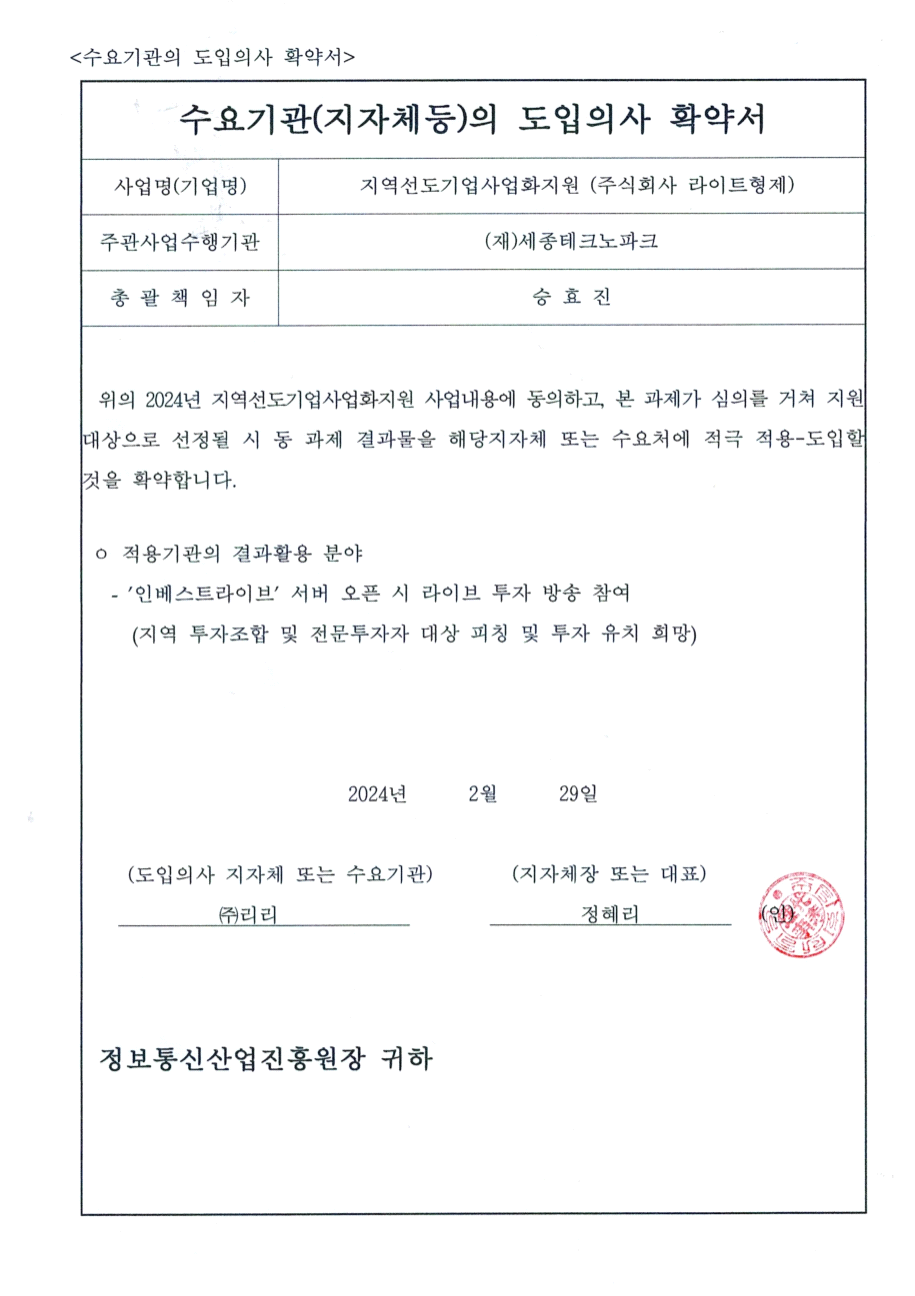 <수요기관의 도입의사 확약서>
수요기관(지자체등)의 도입의사 확약서
사업명(기업명) 지역선도기업사업화지원 (주식회사 라이트형제)
주관사업수행기관 (재)세종테크노파크
총 괄 책 임 자 승 효 진
위의 2024년 지역선도기업사업화지원 사업내용에 동의하고, 본 과제가 심의를 거쳐 지원
대상으로 선정될 시 동 과제 결과물을 해당지자체 또는 수요처에 적극 적용-도입할
것을 확약합니다.
ㅇ 적용기관의 결과활용 분야
- '인베스트라이브' 서버 오픈 시 라이브 투자 방송 참여
(지역 투자조합 및 전문투자자 대상 피칭 및 투자 유치 희망)
2024년 2월 29일
(도입의사 지자체 또는 수요기관) (지자체장 또는 대표)
㈜리리 정혜리 (인)
정보통신산업진흥원장 귀하